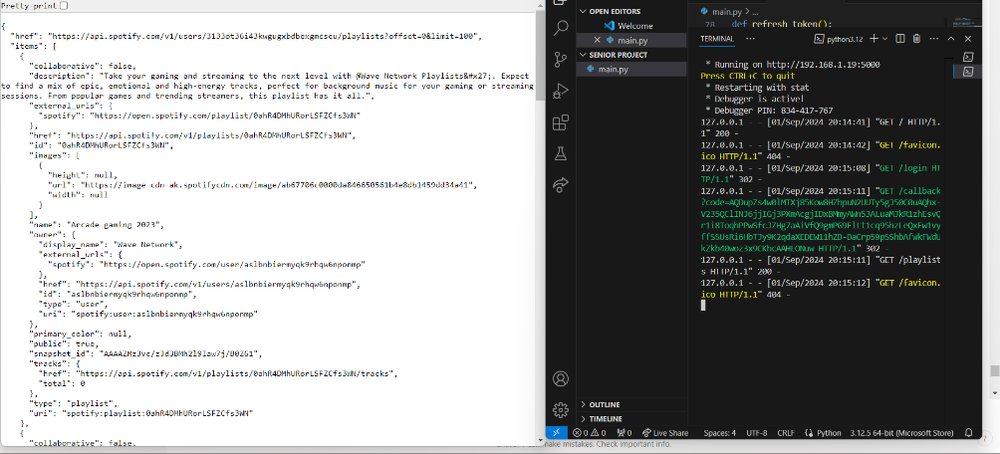 Pretty-print
{
"href": "https://api.spotify.com/v1/users/3133ot36i43kwgugxbdbexgmcscu/playlists?offset=0&limit=100",
"items": [
{
"collaborative": false,
"description": "Take your gaming and streaming to the next level with @Wave Network Playlists&#x27;. Expect
to find a mix of epic, emotional and high-energy tracks, perfect for background music for your gaming or streaming
sessions. From popular games and trending streamers, this playlist has it all.",
"external_urls": {
"spotify": "https://open.spotify.com/playlist/0ahR4DMhURorLSFZCfs3WN"
},
"href": "https://api.spotify.com/v1/playlists/0ahR4DMhURorLSFZCfs3WN",
"id": "0ahR4DMhURorLSFZCfs3WN",
"images": [
{
"height": null,
"url": "https://image-cdn-ak.spotifycdn.com/image/ab67706c0000da846650561b4e8db1459dd34a41",
"width": null
}
],
"name": "Arcade gaming 2023",
"owner": {
"display_name": "Wave Network",
"external_urls": {
"spotify": "https://open.spotify.com/user/aslbnbiermyqk9rhqw6nponmp"
},
"href": "https://api.spotify.com/v1/users/aslbnbiermyqk9rhqw6nponmp",
"id": "aslbnbiermyqk9rhqw6nponmp",
"type": "user",
"uri": "spotify:user:aslbnbiermyqk9rhqw6nponmp"
},
"primary_color": null,
"public": true,
"snapshot_id": "AAAAZMzJvc/zJd3BMh2l9Iaw7j/B0Z61",
"tracks": {
"href": "https://api.spotify.com/v1/playlists/0ahR4DMhURorLSFZCfs3WN/tracks",
"total": 0
},
"type": "playlist",
"uri": "spotify:playlist:0ahR4DMhURorLSFZCfs3WN"
},
{
"collaborative": false,
OPEN EDITORS
Welcome
main.py
SENIOR PROJECT
main.py
OUTLINE
TIMELINE
main.py > ...
78 def refresh_token():
TERMINAL ... python3.12
* Running on http://192.168.1.19:5000
Press CTRL+C to quit
* Restarting with stat
* Debugger is active!
* Debugger PIN: 834-417-767
127.0.0.1 - - [01/Sep/2024 20:14:41] "GET / HTTP/1.
1" 200 -
127.0.0.1 - - [01/Sep/2024 20:14:42] "GET /favicon.
ico HTTP/1.1" 404 -
127.0.0.1 - - [01/Sep/2024 20:15:08] "GET /login HT
TP/1.1" 302 -
127.0.0.1 - - [01/Sep/2024 20:15:11] "GET /callback
127.0.0.1 - - [01/Sep/2024 20:15:11] "GET /playlist
s HTTP/1.1" 200 -
127.0.0.1 - - [01/Sep/2024 20:15:12] "GET /favicon.
ico HTTP/1.1" 404 -
0 0 0 Live Share Spaces: 4 UTF-8 CRLF Python 3.12.5 64-bit (Microsoft Store)
make mistakes. Check important info.